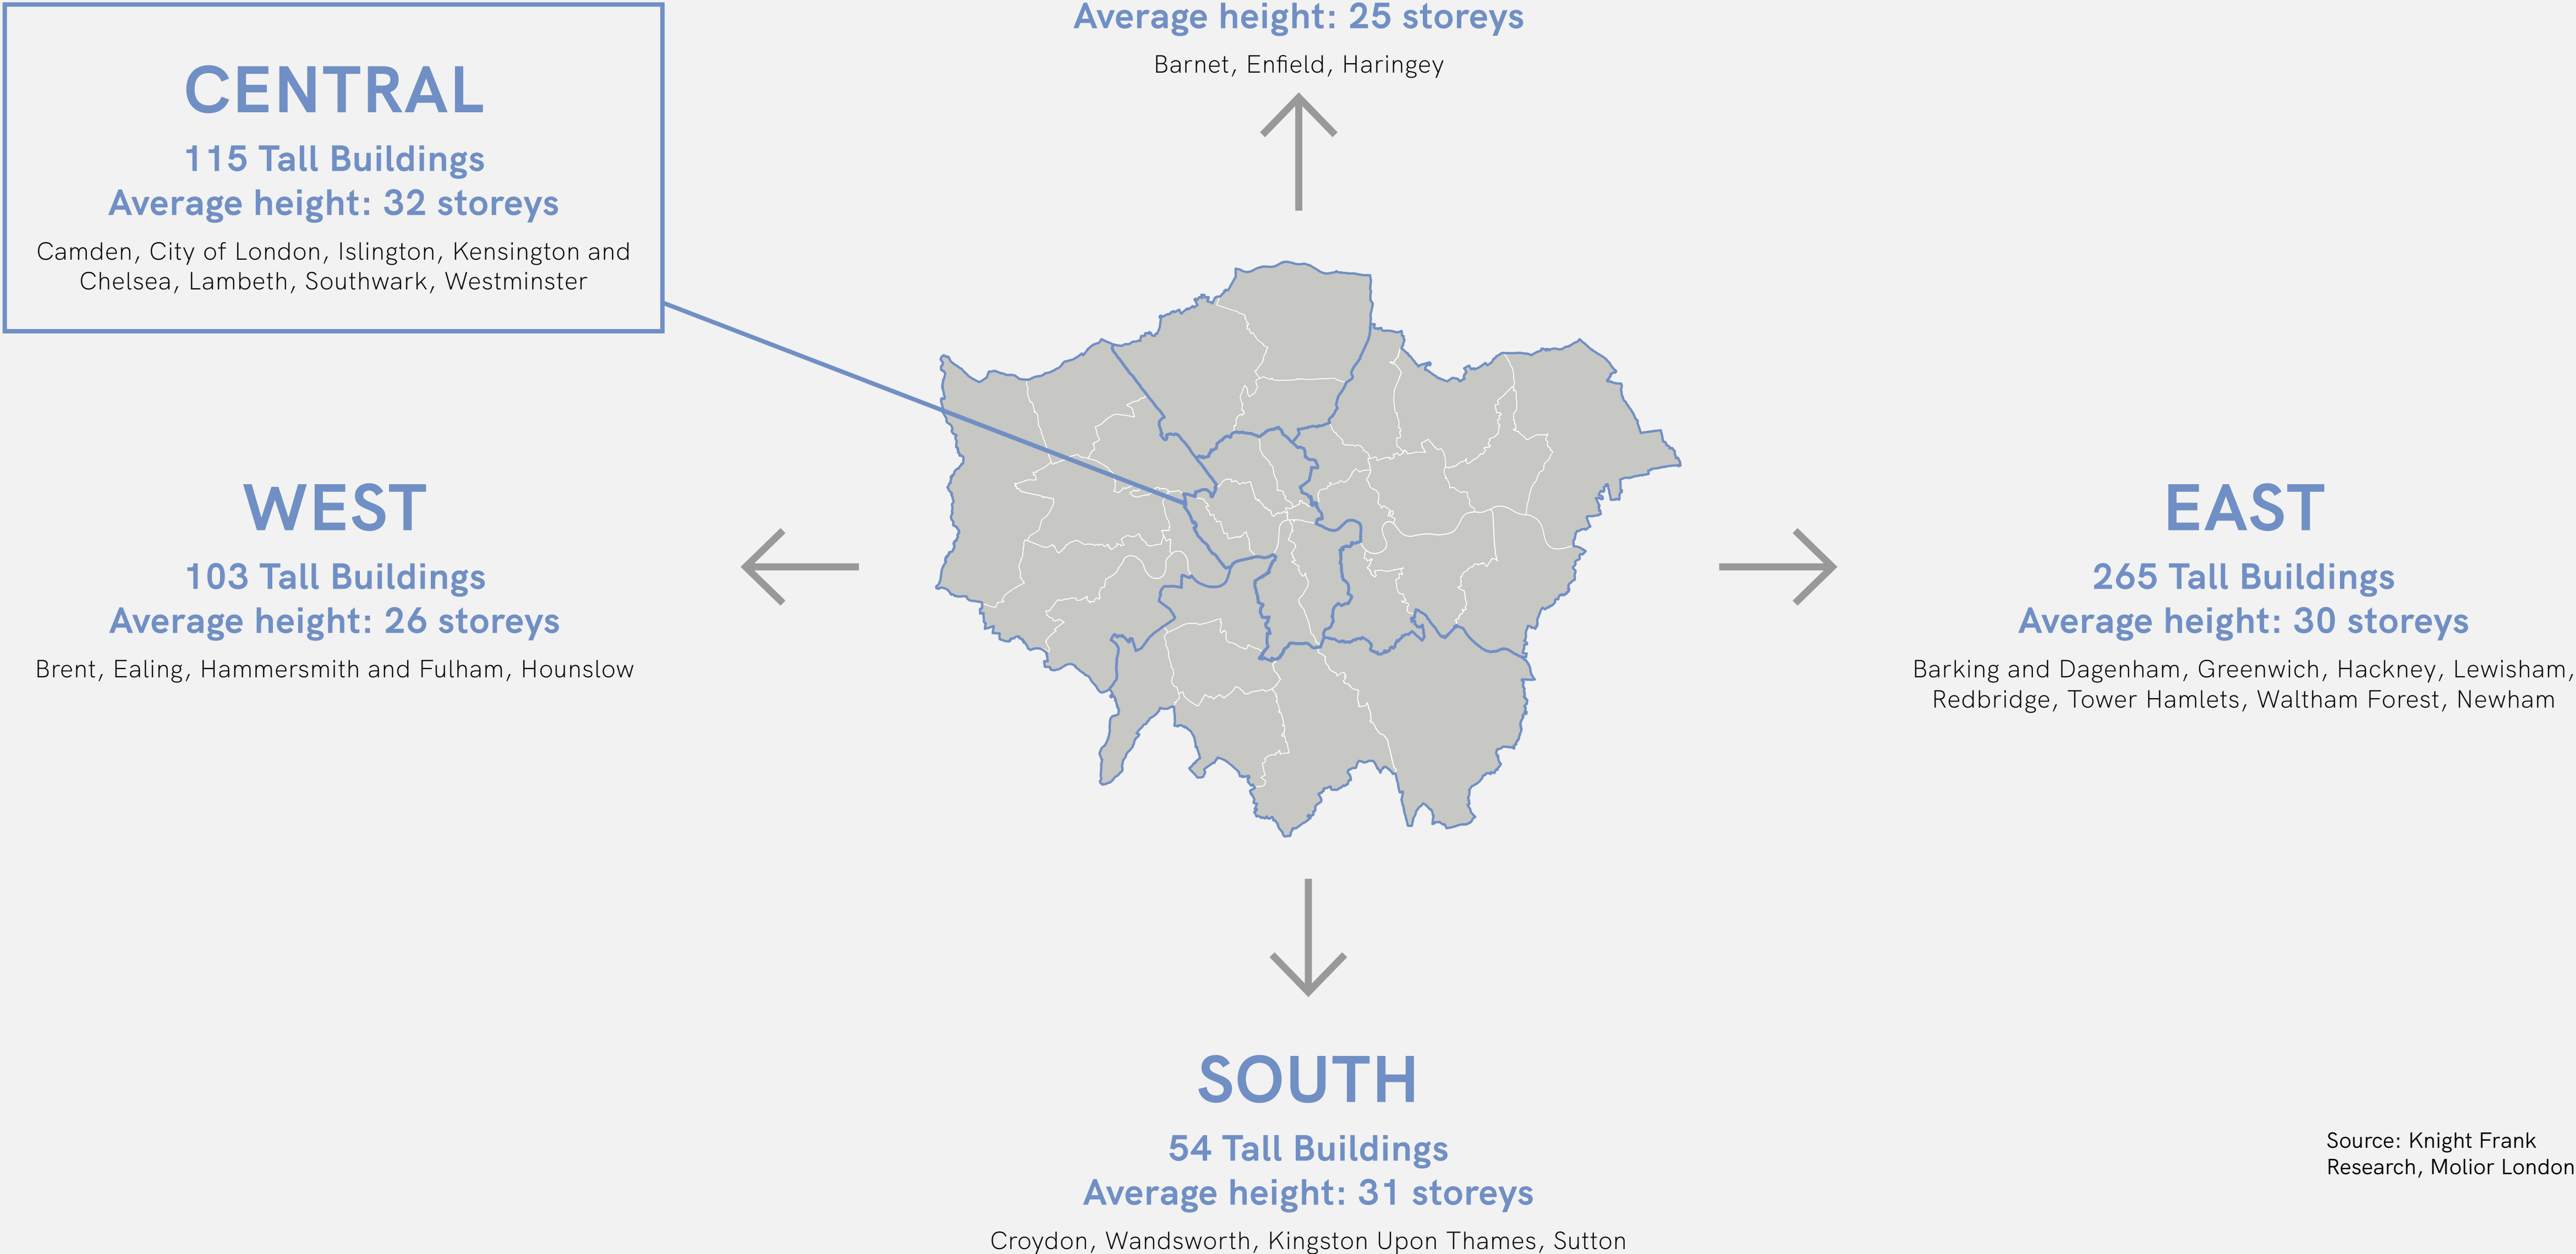 Average height: 25 storeys
Barnet, Enfield, Haringey
CENTRAL
115 Tall Buildings
Average height: 32 storeys
Camden, City of London, Islington, Kensington and
Chelsea, Lambeth, Southwark, Westminster
WEST
103 Tall Buildings
Average height: 26 storeys
Brent, Ealing, Hammersmith and Fulham, Hounslow
EAST
265 Tall Buildings
Average height: 30 storeys
Barking and Dagenham, Greenwich, Hackney, Lewisham,
Redbridge, Tower Hamlets, Waltham Forest, Newham
SOUTH
54 Tall Buildings
Average height: 31 storeys
Croydon, Wandsworth, Kingston Upon Thames, Sutton
Source: Knight Frank
Research, Molior London